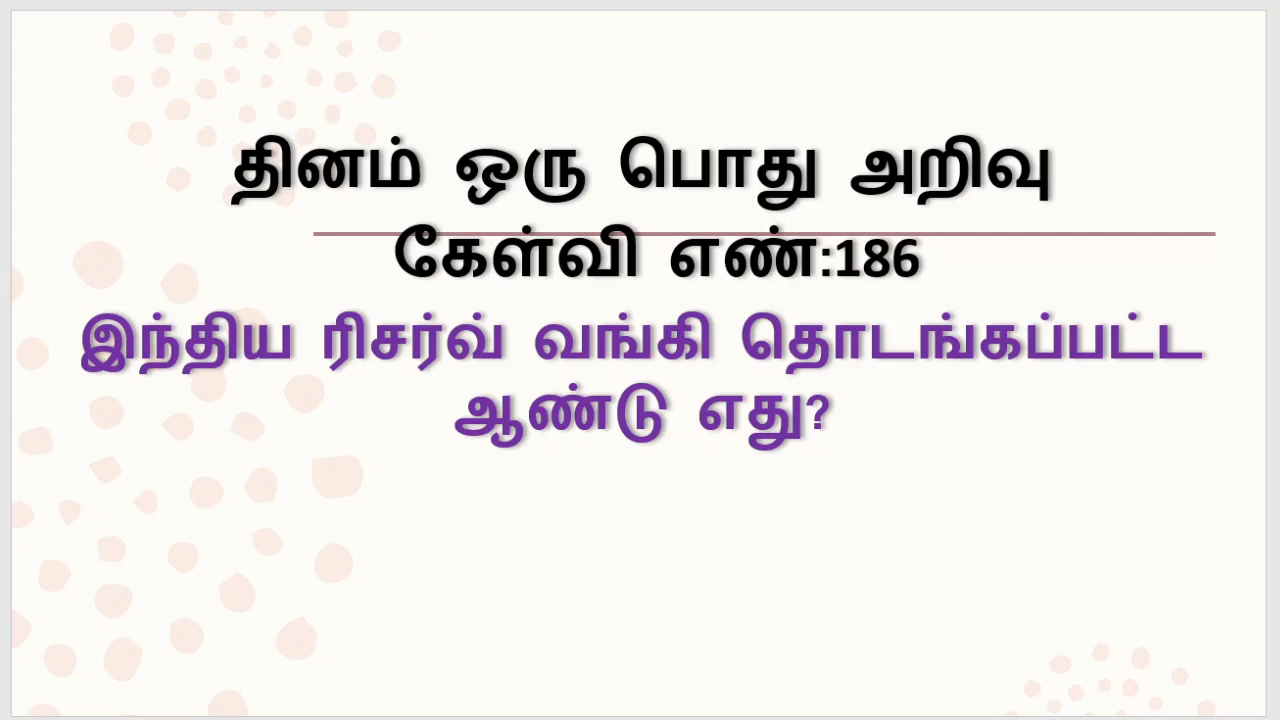 தினம் ஒரு பொது அறிவு
கேள்வி எண்:186
இந்திய ரிசர்வ் வங்கி தொடங்கப்பட்ட
ஆண்டு எது?